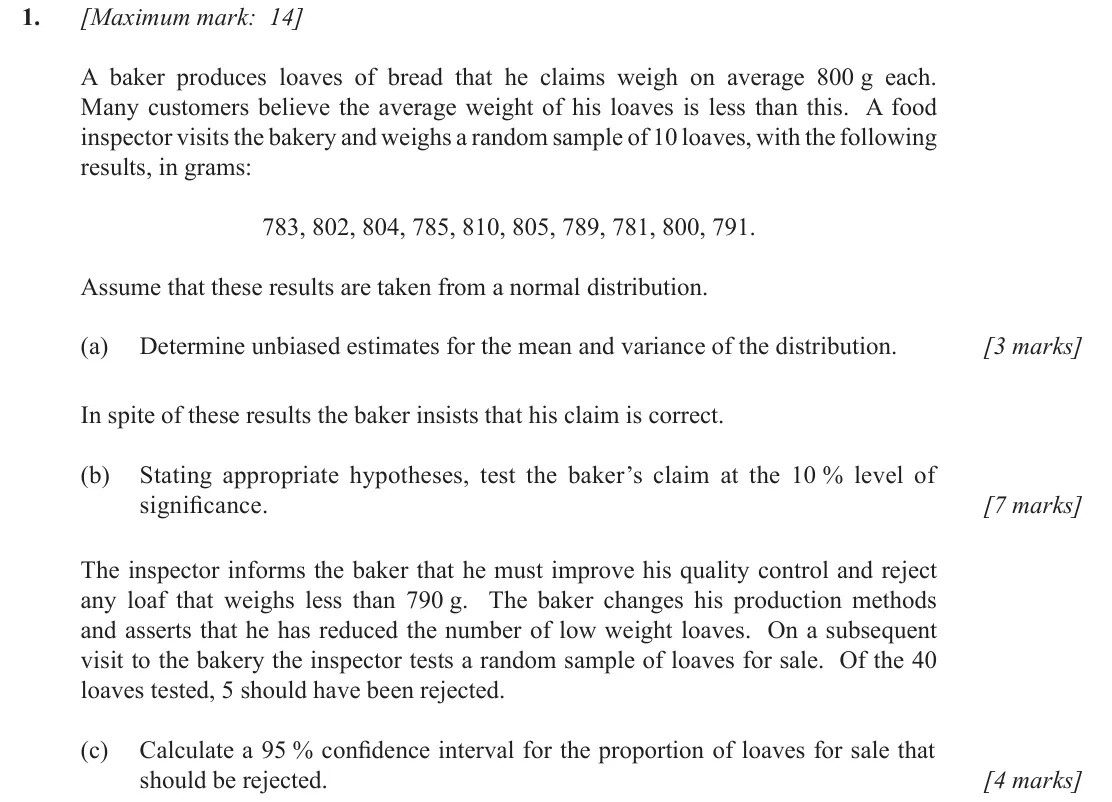 1. [Maximum mark: 14]
A baker produces loaves of bread that he claims weigh on average 800 g each.
Many customers believe the average weight of his loaves is less than this. A food
inspector visits the bakery and weighs a random sample of 10 loaves, with the following
results, in grams:
783, 802, 804, 785, 810, 805, 789, 781, 800, 791.
Assume that these results are taken from a normal distribution.
(a) Determine unbiased estimates for the mean and variance of the distribution. [3 marks]
In spite of these results the baker insists that his claim is correct.
(b) Stating appropriate hypotheses, test the baker's claim at the 10 % level of
significance. [7 marks]
The inspector informs the baker that he must improve his quality control and reject
any loaf that weighs less than 790 g. The baker changes his production methods
and asserts that he has reduced the number of low weight loaves. On a subsequent
visit to the bakery the inspector tests a random sample of loaves for sale. Of the 40
loaves tested, 5 should have been rejected.
(c) Calculate a 95 % confidence interval for the proportion of loaves for sale that
should be rejected. [4 marks]